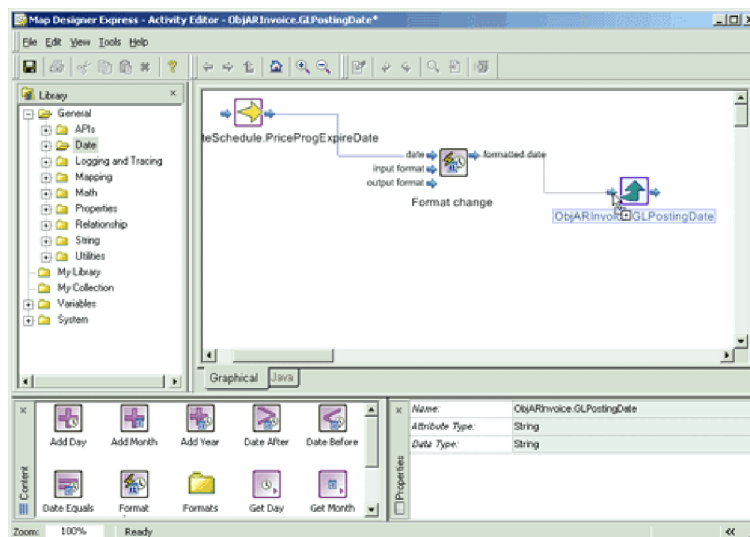 Map Designer Express - Activity Editor - ObjARInvoice.GLPostingDate*
File Edit View Tools Help
Library
General
APIs
Date
Logging and Tracing
Mapping
Math
Properties
Relationship
String
Utilities
My Library
My Collection
Variables
System
teSchedule.PriceProgExpireDate
date
input format
output format
formatted date
Format change
ObjARInvoice.GLPostingDate
Graphical Java
Content
Add Day Add Month Add Year Date After Date Before
Date Equals Format Formats Get Day Get Month
Properties
Name: ObjARInvoice.GLPostingDate
Attribute Type: String
Data Type: String
Zoom: 100% Ready